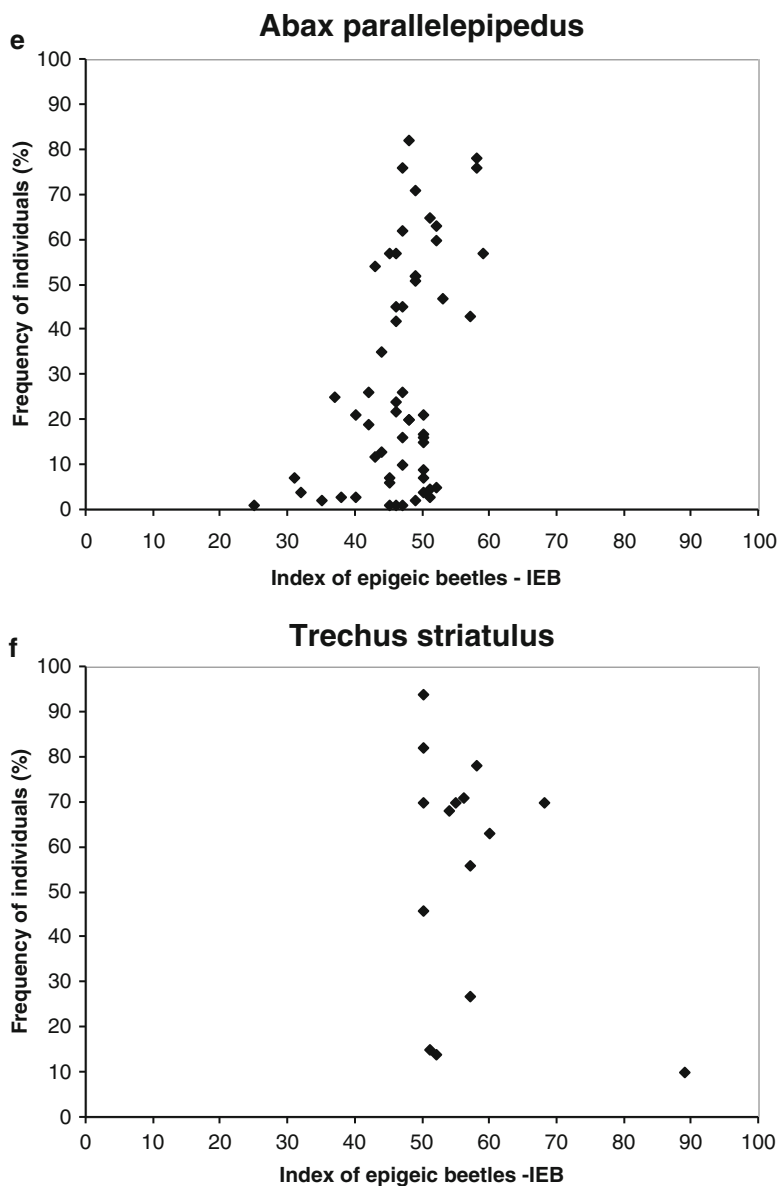 e
Abax parallelepipedus
Frequency of individuals (%)
100
90
80
70
60
50
40
30
20
10
0
0 10 20 30 40 50 60 70 80 90 100
Index of epigeic beetles - IEB
f
Trechus striatulus
Frequency of individuals (%)
100
90
80
70
60
50
40
30
20
10
0
0 10 20 30 40 50 60 70 80 90 100
Index of epigeic beetles -IEB